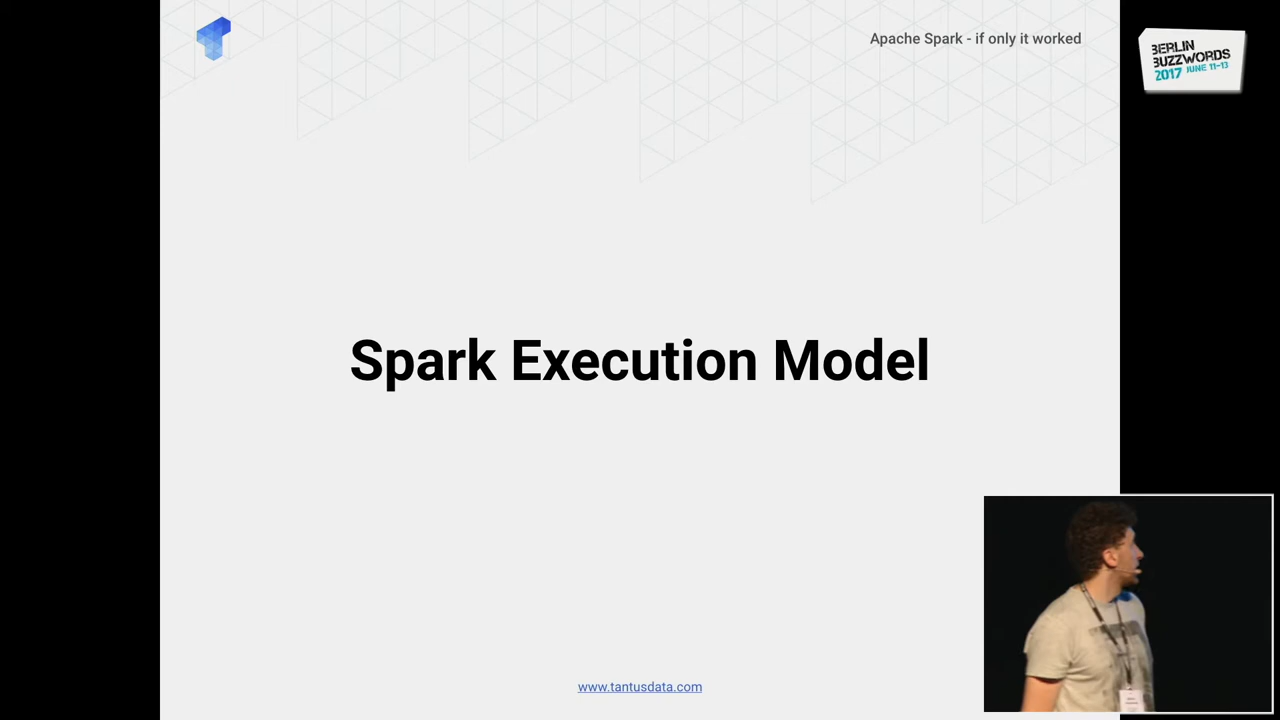 Apache Spark - if only it worked
BERLIN
BUZZWORDS
2017 JUNE 11-13
Spark Execution Model
www.tantusdata.com